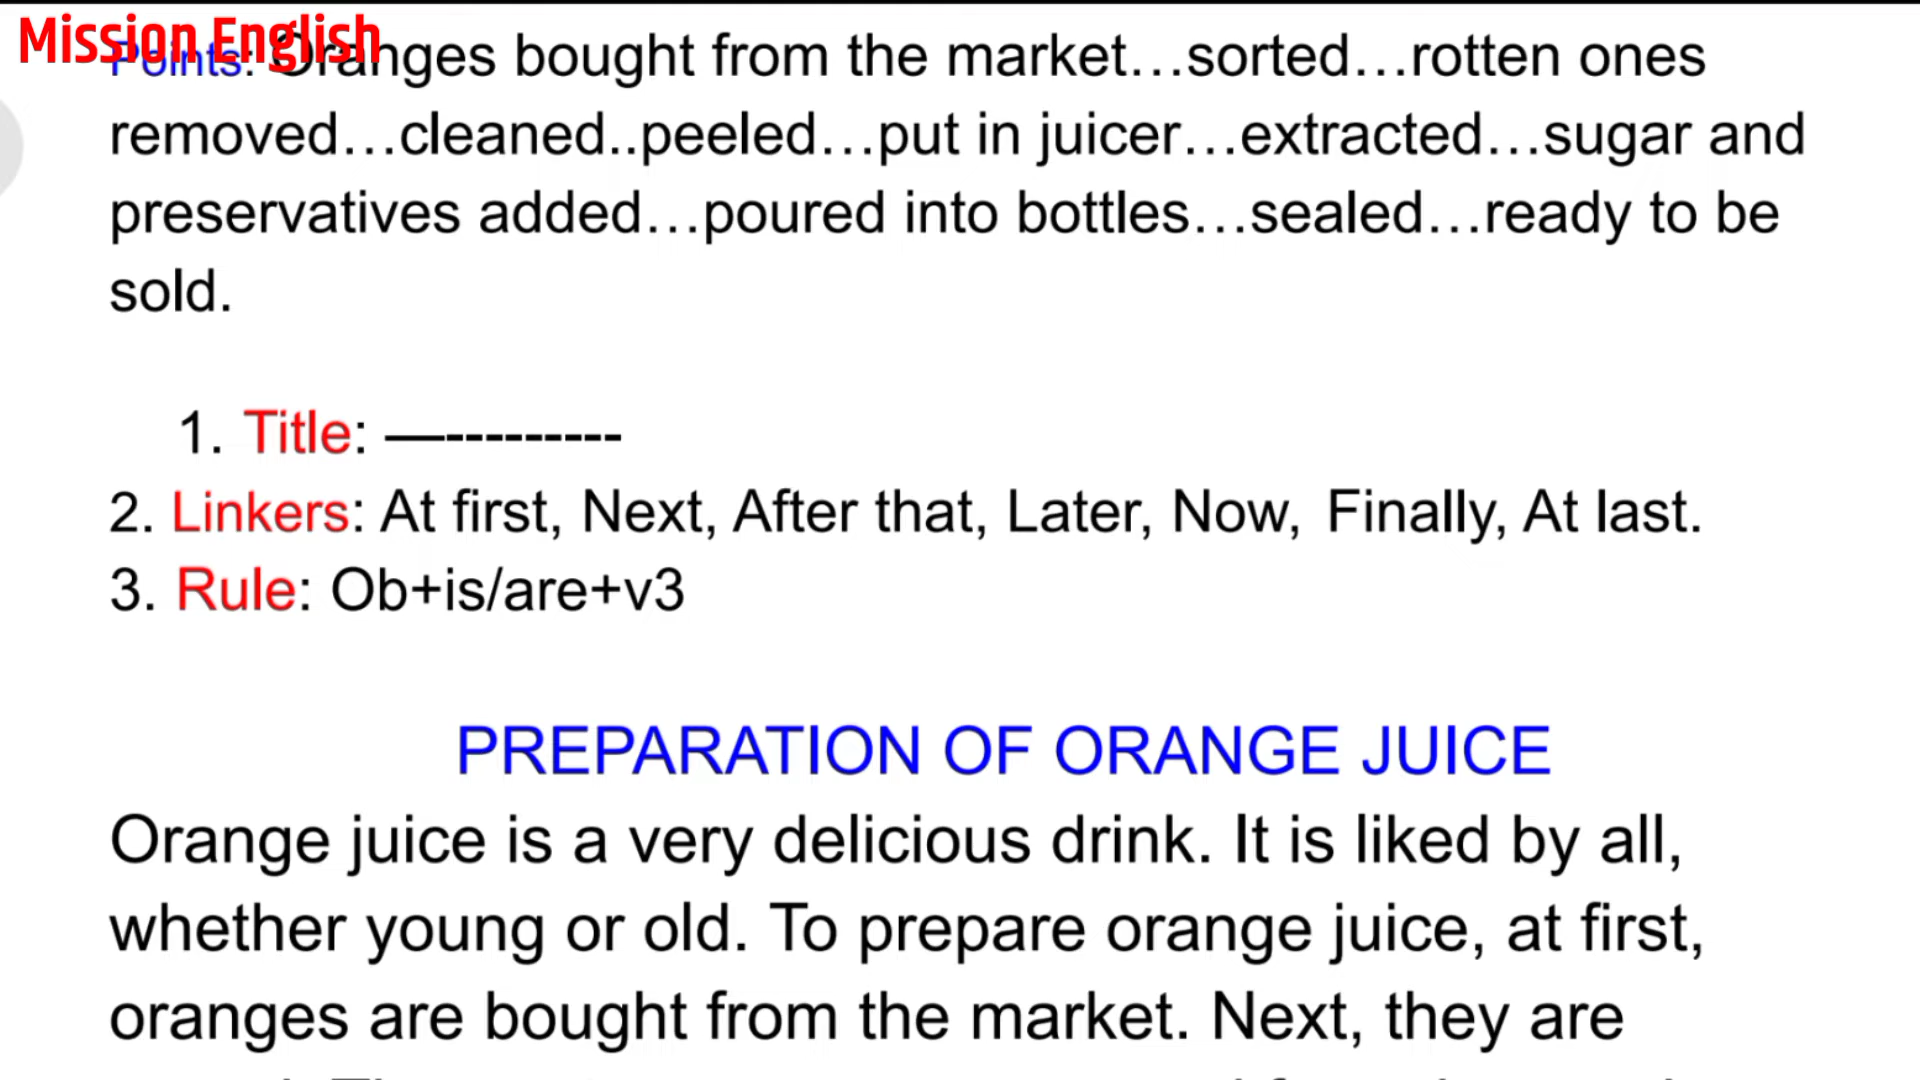 Mission English
Points: Oranges bought from the market…sorted…rotten ones
removed…cleaned..peeled…put in juicer…extracted…sugar and
preservatives added…poured into bottles…sealed…ready to be
sold.
1. Title: —---------
2. Linkers: At first, Next, After that, Later, Now, Finally, At last.
3. Rule: Ob+is/are+v3
PREPARATION OF ORANGE JUICE
Orange juice is a very delicious drink. It is liked by all,
whether young or old. To prepare orange juice, at first,
oranges are bought from the market. Next, they are